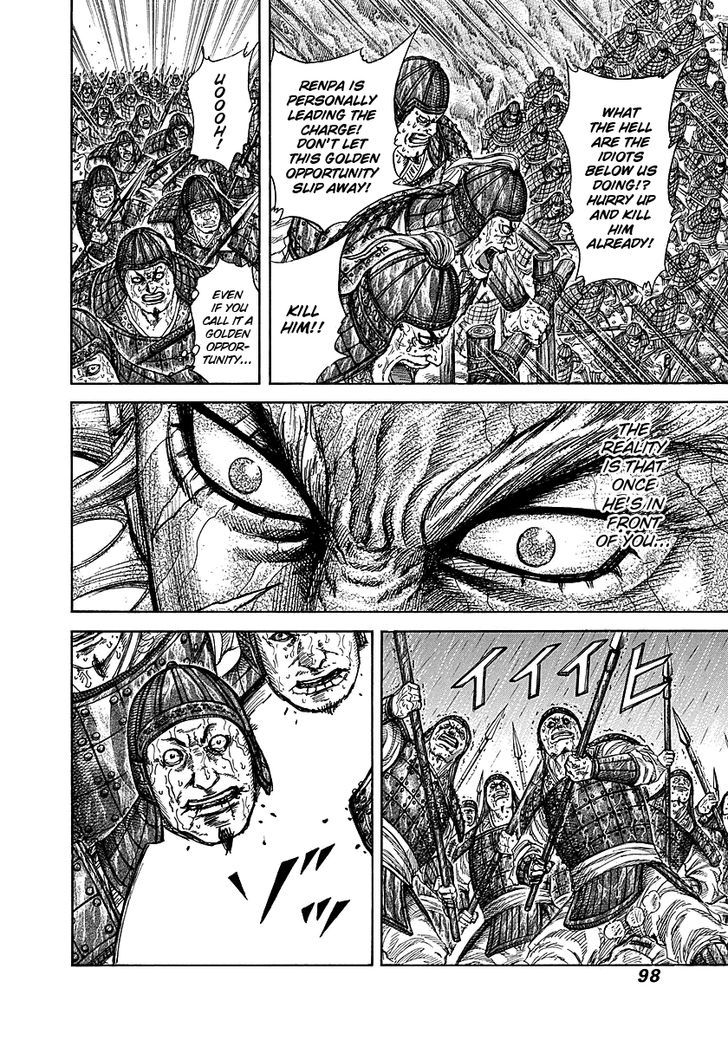 WHAT
THE HELL
ARE THE
IDIOTS
BELOW US
DOING!?
HURRY UP
AND KILL
HIM
ALREADY!
RENPA IS
PERSONALLY
LEADING THE
CHARGE!
DON'T LET
THIS GOLDEN
OPPORTUNITY
SLIP AWAY!
KILL
HIM!!
UOOOH!
EVEN
IF YOU
CALL IT A
GOLDEN
OPPOR-
TUNITY...
THE
REALITY
IS THAT
ONCE
HE'S IN
FRONT
OF YOU...
ヒイイイ
ゾ
98